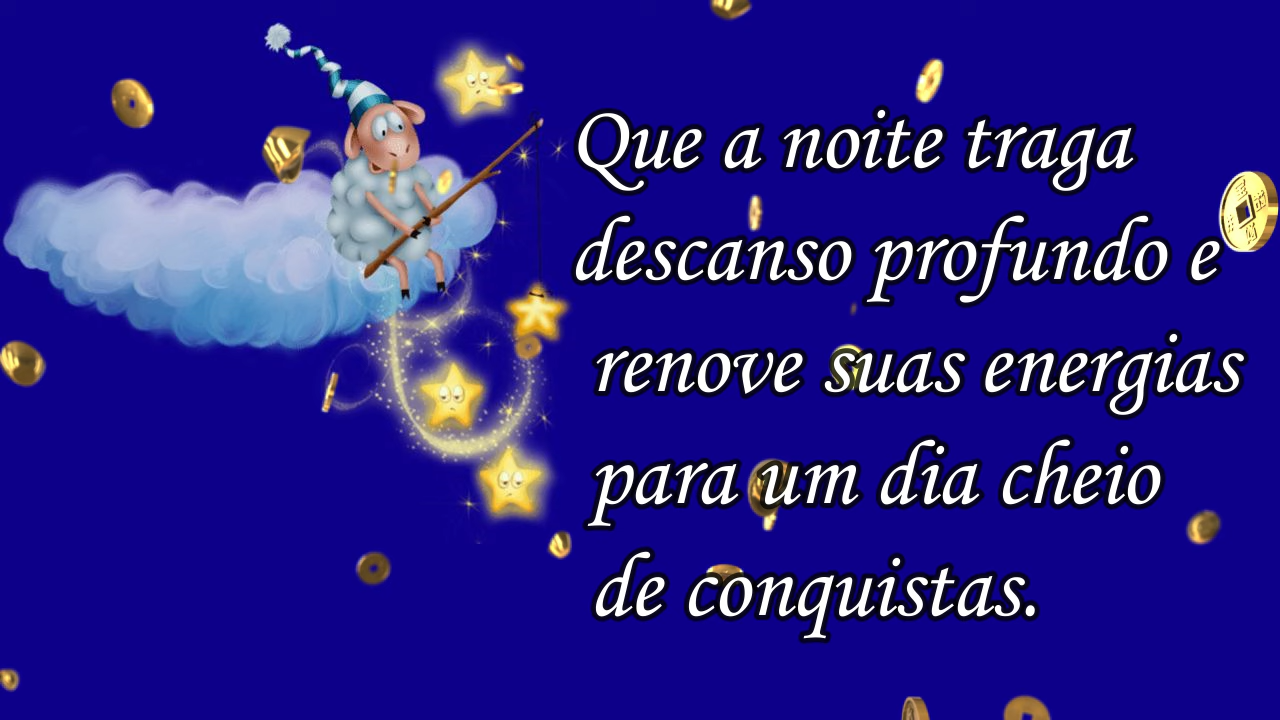 Que a noite traga
descanso profundo e
renove suas energias
para um dia cheio
de conquistas.